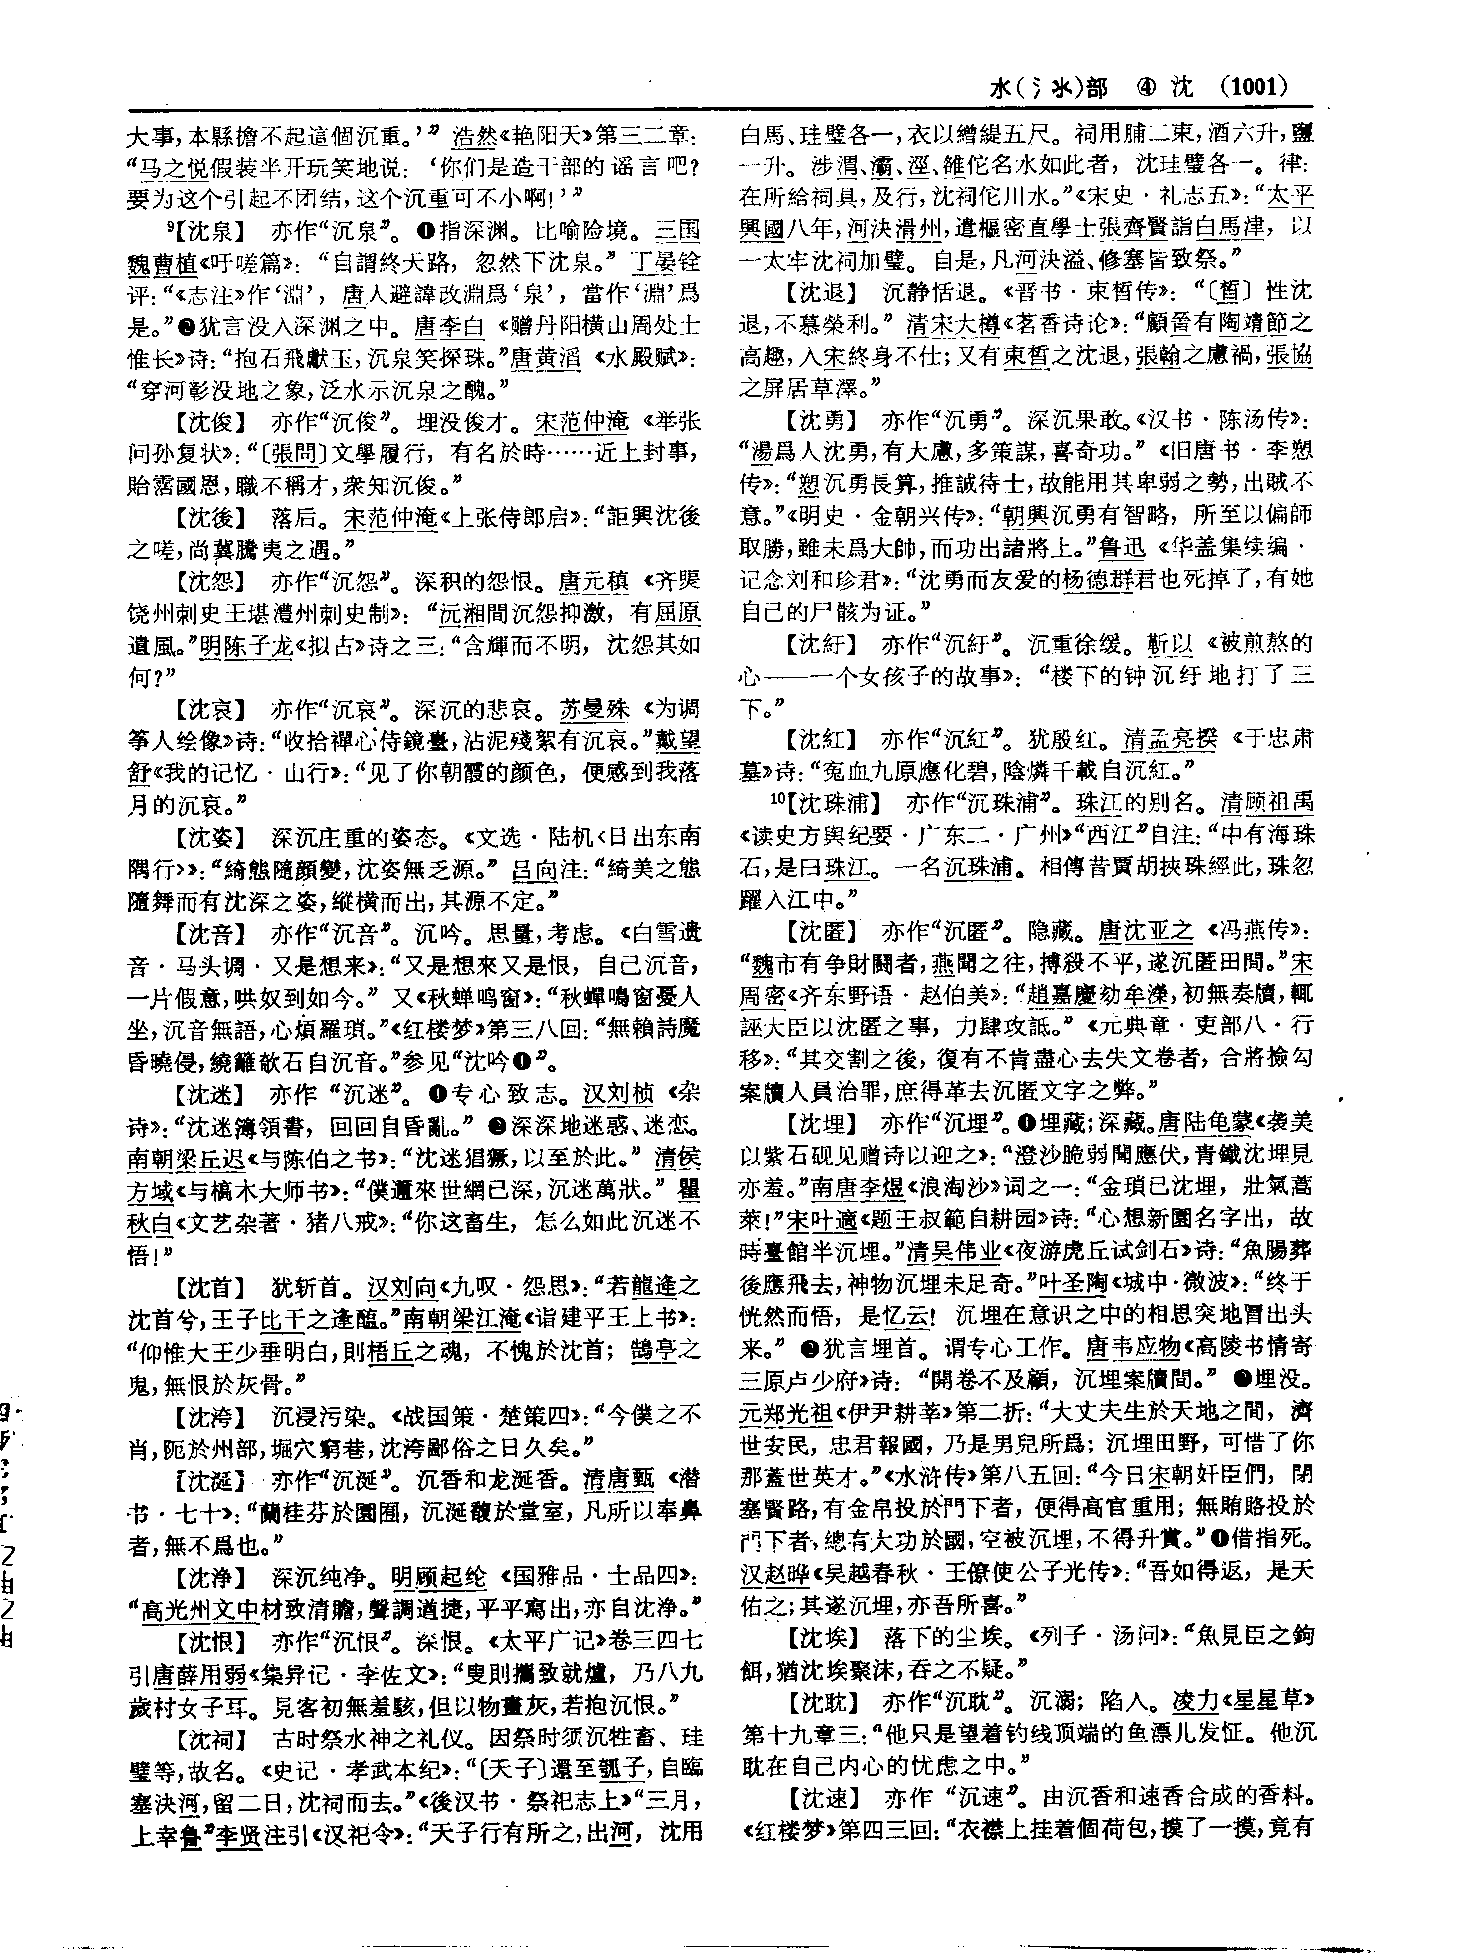 水(氵氺)部 ④ 沈 (1001)
大事,本縣擔不起這個沉重。’” 浩然《艳阳天》第三二章:
“马之悦假装半开玩笑地说: ‘你们是造干部的谣言吧?
要为这个引起不团结,这个沉重可不小啊!’”
9【沈泉】 亦作“沉泉”。❶指深渊。比喻险境。三国
魏曹植《吁嗟篇》: “自謂終天路, 忽然下沈泉。” 丁晏铨
评:“《志注》作‘淵’, 唐人避諱改淵爲‘泉’, 當作‘淵’爲
是。”❷犹言没入深渊之中。唐李白《赠丹阳横山周处士
惟长》诗:“抱石飛獻玉,沉泉笑探珠。”唐黄滔《水殿赋》:
“穿河彰没地之象,泛水示沉泉之醜。”
【沈俊】 亦作“沉俊”。埋没俊才。宋范仲淹《举张
问孙复状》:“〔張問〕文學履行, 有名於時……近上封事,
貽霑國恩,職不稱才,衆知沉俊。”
【沈後】 落后。宋范仲淹《上张侍郎启》:“詎興沈後
之嗟,尚冀騰夷之遇。”
【沈怨】 亦作“沉怨”。深积的怨恨。唐元稹《齐煚
饶州刺史王堪澧州刺史制》: “沅湘間沉怨抑激, 有屈原
遺風。”明陈子龙《拟古》诗之三:“含輝而不明, 沈怨其如
何?”
【沈哀】 亦作“沉哀”。深沉的悲哀。苏曼殊《为调
筝人绘像》诗:“收拾禪心侍鏡臺,沾泥殘絮有沉哀。”戴望
舒《我的记忆·山行》:“见了你朝霞的颜色, 便感到我落
月的沉哀。”
【沈姿】 深沉庄重的姿态。《文选·陆机〈日出东南
隅行〉》:“綺態隨顔變,沈姿無乏源。” 吕向注:“綺美之態
隨舞而有沈深之姿,縱横而出,其源不定。”
【沈音】 亦作“沉音”。沉吟。思量,考虑。《白雪遗
音·马头调·又是想来》:“又是想來又是恨, 自己沉音,
一片假意,哄奴到如今。” 又《秋蝉鸣窗》:“秋蟬鳴窗憂人
坐,沉音無語,心煩羅瑣。”《红楼梦》第三八回:“無賴詩魔
昏曉侵,繞籬欹石自沉音。”参见“沈吟❶”。
【沈迷】 亦作“沉迷”。❶专心致志。汉刘桢《杂
诗》:“沈迷簿領書, 回回自昏亂。” ❷深深地迷惑、迷恋。
南朝梁丘迟《与陈伯之书》:“沈迷猖獗,以至於此。” 清侯
方域《与槁木大师书》:“僕邇來世網已深,沉迷萬狀。” 瞿
秋白《文艺杂著·猪八戒》:“你这畜生, 怎么如此沉迷不
悟!”
【沈首】 犹斩首。汉刘向《九叹·怨思》:“若龍逄之
沈首兮,王子比干之逢醢。”南朝梁江淹《诣建平王上书》:
“仰惟大王少垂明白,則梧丘之魂, 不愧於沈首; 鵠亭之
鬼,無恨於灰骨。”
【沈洿】 沉浸污染。《战国策·楚策四》:“今僕之不
肖,阨於州部,堀穴窮巷,沈洿鄙俗之日久矣。”
【沈涎】 亦作“沉涎”。沉香和龙涎香。清唐甄《潜
书·七十》:“蘭桂芬於園囿, 沉涎馥於堂室, 凡所以奉鼻
者,無不爲也。”
【沈净】 深沉纯净。明顾起纶《国雅品·士品四》:
“高光州文中材致清贍,聲調遒捷,平平寫出,亦自沈净。”
【沈恨】 亦作“沉恨”。深恨。《太平广记》卷三四七
引唐薛用弱《集异记·李佐文》:“叟則攜致就爐, 乃八九
歲村女子耳。見客初無羞駭,但以物畫灰,若抱沉恨。”
【沈祠】 古时祭水神之礼仪。因祭时须沉牲畜、珪
璧等,故名。《史记·孝武本纪》:“〔天子〕還至瓠子,自臨
塞決河,留二日,沈祠而去。”《後汉书·祭祀志上》“三月,
上幸魯”李贤注引《汉祀令》:“天子行有所之,出河, 沈用
白馬、珪璧各一,衣以繒緹五尺。祠用脯二束,酒六升,鹽
一升。涉渭、灞、涇、雒佗名水如此者, 沈珪璧各一。律:
在所給祠具,及行,沈祠佗川水。”《宋史·礼志五》:“太平
興國八年,河決滑州,遣樞密直學士張齊賢詣白馬津, 以
一太牢沈祠加璧。自是,凡河決溢、修塞皆致祭。”
【沈退】 沉静恬退。《晋书·束晳传》: “〔晳〕性沈
退,不慕榮利。” 清宋大樽《茗香诗论》:“顧晉有陶靖節之
高趣,入宋終身不仕;又有束晳之沈退,張翰之慮禍,張協
之屏居草澤。”
【沈勇】 亦作“沉勇”。深沉果敢。《汉书·陈汤传》:
“湯爲人沈勇,有大慮,多策謀,喜奇功。”《旧唐书·李愬
传》:“愬沉勇長算,推誠待士,故能用其卑弱之勢,出賊不
意。”《明史·金朝兴传》:“朝興沉勇有智略, 所至以偏師
取勝,雖未爲大帥,而功出諸將上。”鲁迅《华盖集续编·
记念刘和珍君》:“沈勇而友爱的杨德群君也死掉了,有她
自己的尸骸为证。”
【沈紆】 亦作“沉紆”。沉重徐缓。靳以《被煎熬的
心——一个女孩子的故事》: “楼下的钟沉纡地打了三
下。”
【沈紅】 亦作“沉紅”。犹殷红。清孟亮揆《于忠肃
墓》诗:“寃血九原應化碧,陰燐千載自沉紅。”
10【沈珠浦】 亦作“沉珠浦”。珠江的别名。清顾祖禹
《读史方舆纪要·广东二·广州》“西江”自注:“中有海珠
石,是曰珠江。一名沉珠浦。相傳昔賈胡挾珠經此,珠忽
躍入江中。”
【沈匿】 亦作“沉匿”。隐藏。唐沈亚之《冯燕传》:
“魏市有争財鬬者,燕聞之往,搏殺不平,遂沉匿田間。”宋
周密《齐东野语·赵伯美》:“趙嘉慶劾牟濚,初無奏牘,輒
誣大臣以沈匿之事, 力肆攻詆。”《元典章·吏部八·行
移》:“其交割之後,復有不肯盡心去失文卷者, 合將撿勾
案牘人員治罪,庶得革去沉匿文字之弊。”
【沈埋】 亦作“沉埋”。❶埋藏;深藏。唐陆龟蒙《袭美
以紫石砚见赠诗以迎之》:“澄沙脆弱聞應伏,青鐵沈埋見
亦羞。”南唐李煜《浪淘沙》词之一:“金瑣已沈埋, 壯氣蒿
萊!”宋叶適《题王叔範自耕园》诗:“心想新園名字出, 故
時臺館半沉埋。”清吴伟业《夜游虎丘试剑石》诗:“魚腸葬
後應飛去,神物沉埋未足奇。”叶圣陶《城中·微波》:“终于
恍然而悟, 是忆云! 沉埋在意识之中的相思突地冒出头
来。” ❷犹言埋首。谓专心工作。唐韦应物《高陵书情寄
三原卢少府》诗: “開卷不及顧, 沉埋案牘間。” ❸埋没。
元郑光祖《伊尹耕莘》第二折:“大丈夫生於天地之間, 濟
世安民, 忠君報國, 乃是男兒所爲; 沉埋田野, 可惜了你
那蓋世英才。”《水浒传》第八五回:“今日宋朝奸臣們, 閉
塞賢路,有金帛投於門下者, 便得高官重用; 無賄賂投於
門下者,總有大功於國,空被沉埋,不得升賞。”❹借指死。
汉赵晔《吴越春秋·王僚使公子光传》:“吾如得返, 是天
佑之;其遂沉埋,亦吾所喜。”
【沈埃】 落下的尘埃。《列子·汤问》:“魚見臣之鉤
餌,猶沈埃聚沫,吞之不疑。”
【沈耽】 亦作“沉耽”。沉溺; 陷入。凌力《星星草》
第十九章三:“他只是望着钓线顶端的鱼漂儿发怔。他沉
耽在自己内心的忧虑之中。”
【沈速】 亦作“沉速”。由沉香和速香合成的香料。
《红楼梦》第四三回:“衣襟上挂着個荷包,摸了一摸,竟有